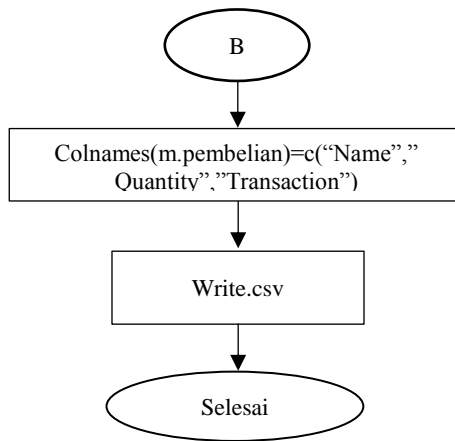 B
Colnames(m.pembelian)=c(“Name”,”
Quantity”,”Transaction”)
Write.csv
Selesai